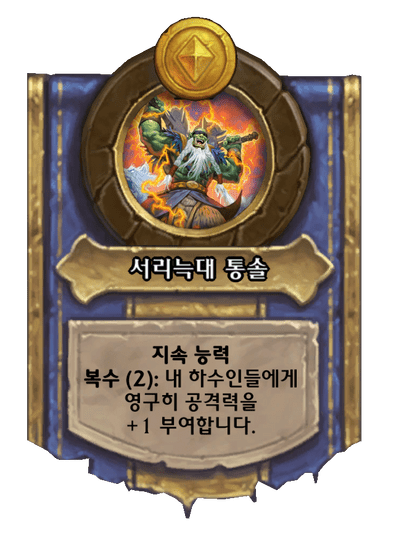 서리늑대 통솔
지속 능력
복수 (2): 내 하수인들에게
영구히 공격력을
+1 부여합니다.